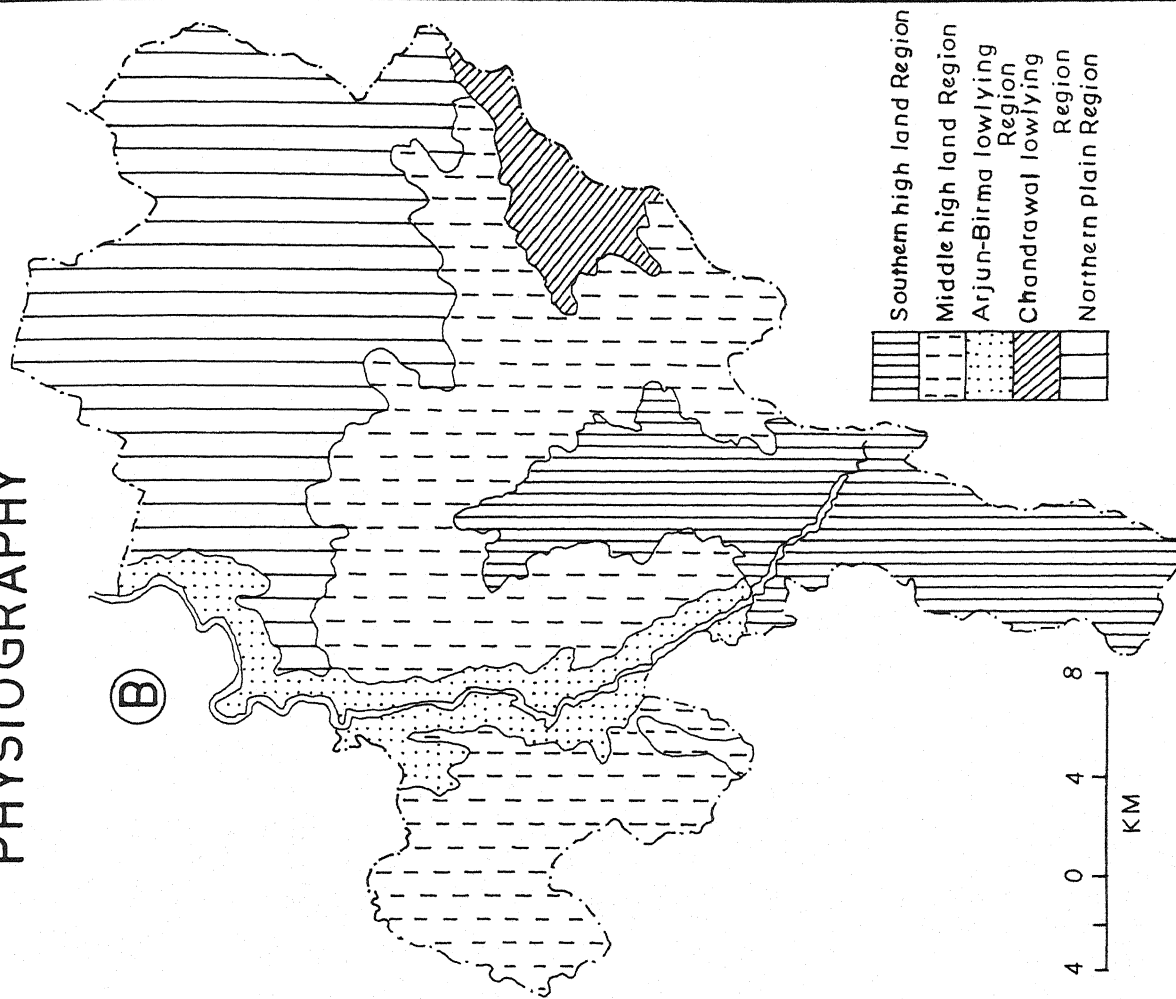 PHYSIOGRAPHY
B
Southern high land Region
Middle high land Region
Arjun-Birma lowlying
Region
Chandrawal lowlying
Region
Northern Plain Region
4 0 4 8
KM